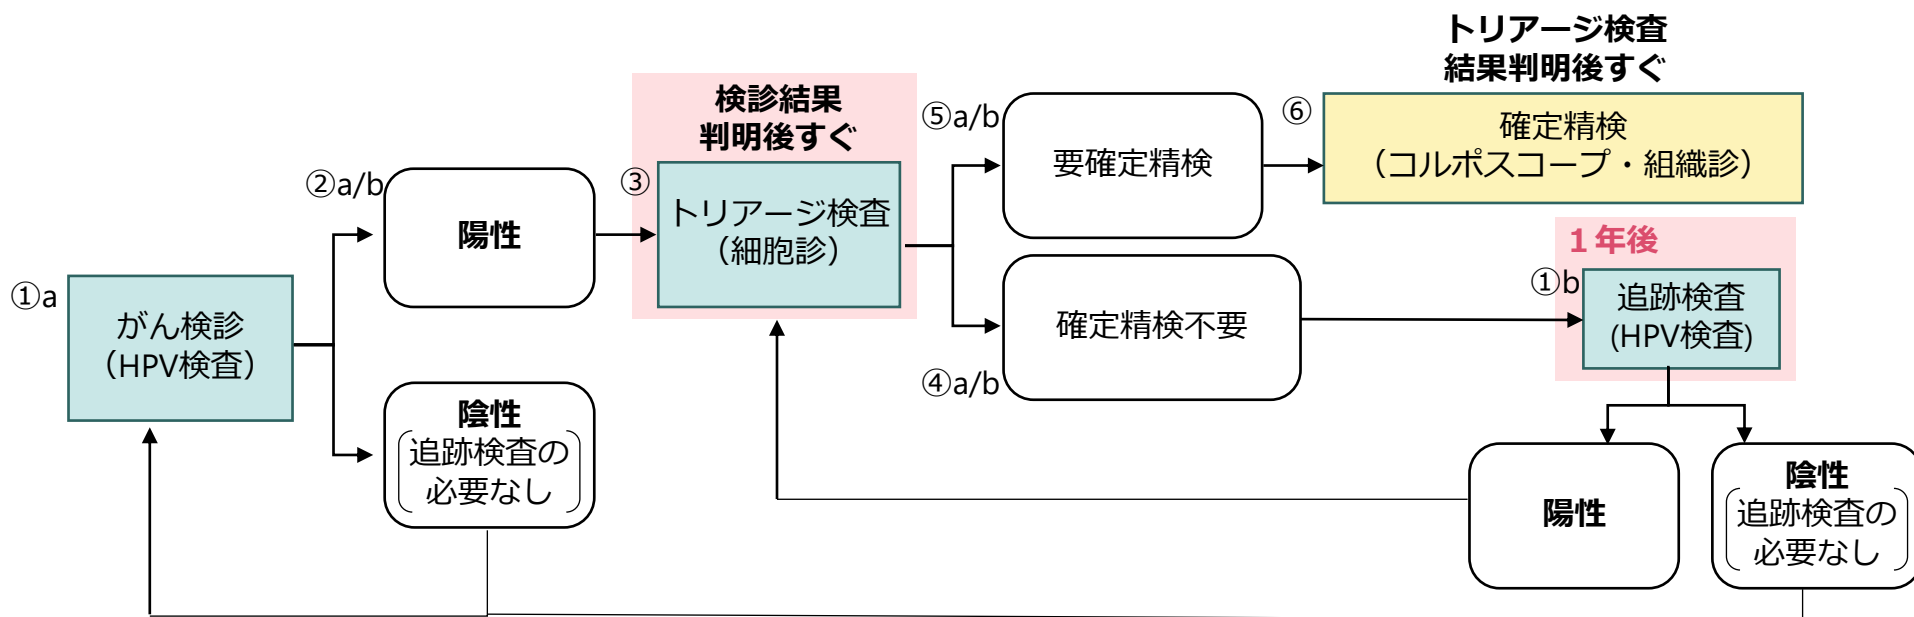 ①a
がん検診
（HPV検査）
②a/b
陽性
陰性
追跡検査の
必要なし
検診結果
判明後すぐ
③
トリアージ検査
（細胞診）
⑤a/b
要確定精検
④a/b
確定精検不要
トリアージ検査
結果判明後すぐ
⑥
確定精検
（コルポスコープ・組織診）
１年後
①b
追跡検査
(HPV検査)
陽性
陰性
追跡検査の
必要なし